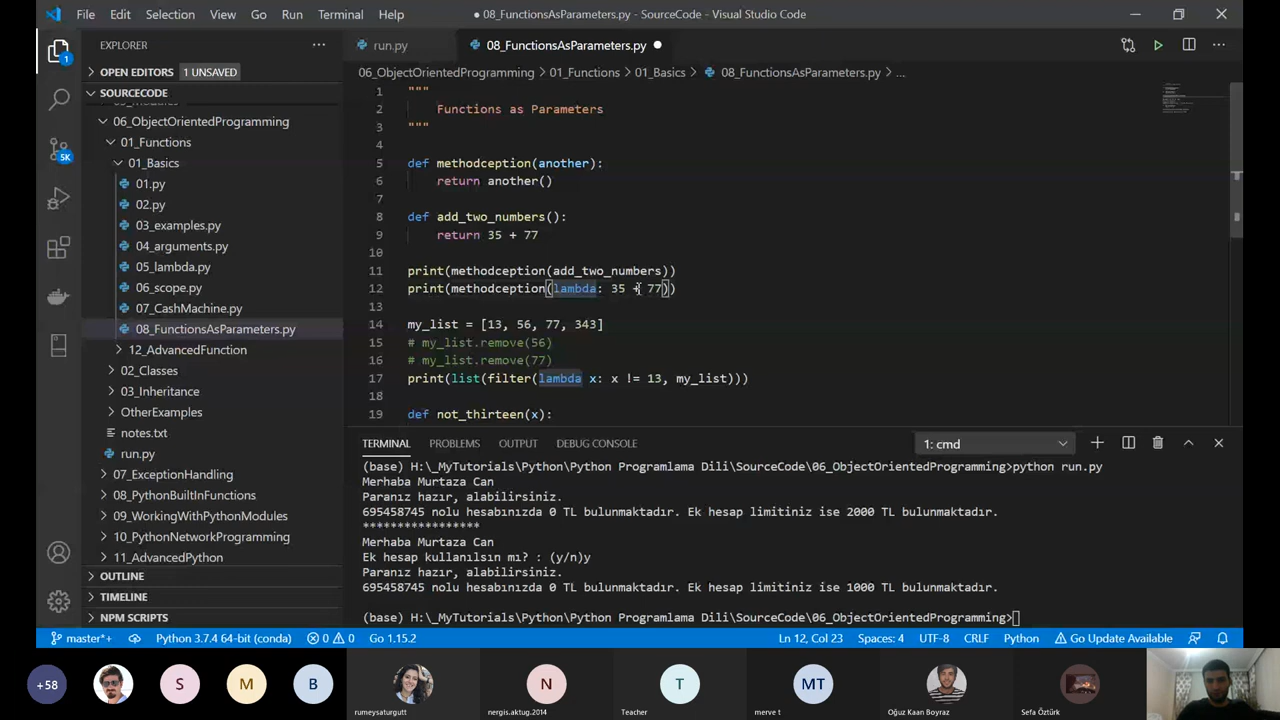 File Edit Selection View Go Run Terminal Help
● 08_FunctionsAsParameters.py - SourceCode - Visual Studio Code
EXPLORER
run.py
08_FunctionsAsParameters.py
OPEN EDITORS 1 UNSAVED
06_ObjectOrientedProgramming > 01_Functions > 01_Basics > 08_FunctionsAsParameters.py > ...
SOURCECODE
06_ObjectOrientedProgramming
01_Functions
01_Basics
01.py
02.py
03_examples.py
04_arguments.py
05_lambda.py
06_scope.py
07_CashMachine.py
08_FunctionsAsParameters.py
12_AdvancedFunction
02_Classes
03_Inheritance
OtherExamples
notes.txt
run.py
07_ExceptionHandling
08_PythonBuiltInFunctions
09_WorkingWithPythonModules
10_PythonNetworkProgramming
11_AdvancedPython
OUTLINE
TIMELINE
NPM SCRIPTS
1
5K
1 """
2 Functions as Parameters
3 """
4
5 def methodception(another):
6 return another()
7
8 def add_two_numbers():
9 return 35 + 77
10
11 print(methodception(add_two_numbers))
12 print(methodception(lambda: 35 + 77))
13
14 my_list = [13, 56, 77, 343]
15 # my_list.remove(56)
16 # my_list.remove(77)
17 print(list(filter(lambda x: x != 13, my_list)))
18
19 def not_thirteen(x):
TERMINAL PROBLEMS OUTPUT DEBUG CONSOLE 1: cmd
(base) H:\_MyTutorials\Python\Python Programlama Dili\SourceCode\06_ObjectOrientedProgramming>python run.py
Merhaba Murtaza Can
Paranız hazır, alabilirsiniz.
695458745 nolu hesabınızda 0 TL bulunmaktadır. Ek hesap limitiniz ise 2000 TL bulunmaktadır.
*****************
Merhaba Murtaza Can
Ek hesap kullanılsın mı? : (y/n)y
Paranız hazır, alabilirsiniz.
695458745 nolu hesabınızda 0 TL bulunmaktadır. Ek hesap limitiniz ise 1000 TL bulunmaktadır.
(base) H:\_MyTutorials\Python\Python Programlama Dili\SourceCode\06_ObjectOrientedProgramming>
master*+ Python 3.7.4 64-bit (conda) 0 0 Go 1.15.2 Ln 12, Col 23 Spaces: 4 UTF-8 CRLF Python Go Update Available
+58 S M B N T MT
rumeysaturgutt nergis.aktug.2014 Teacher merve t Oğuz Kaan Boyraz Sefa Öztürk